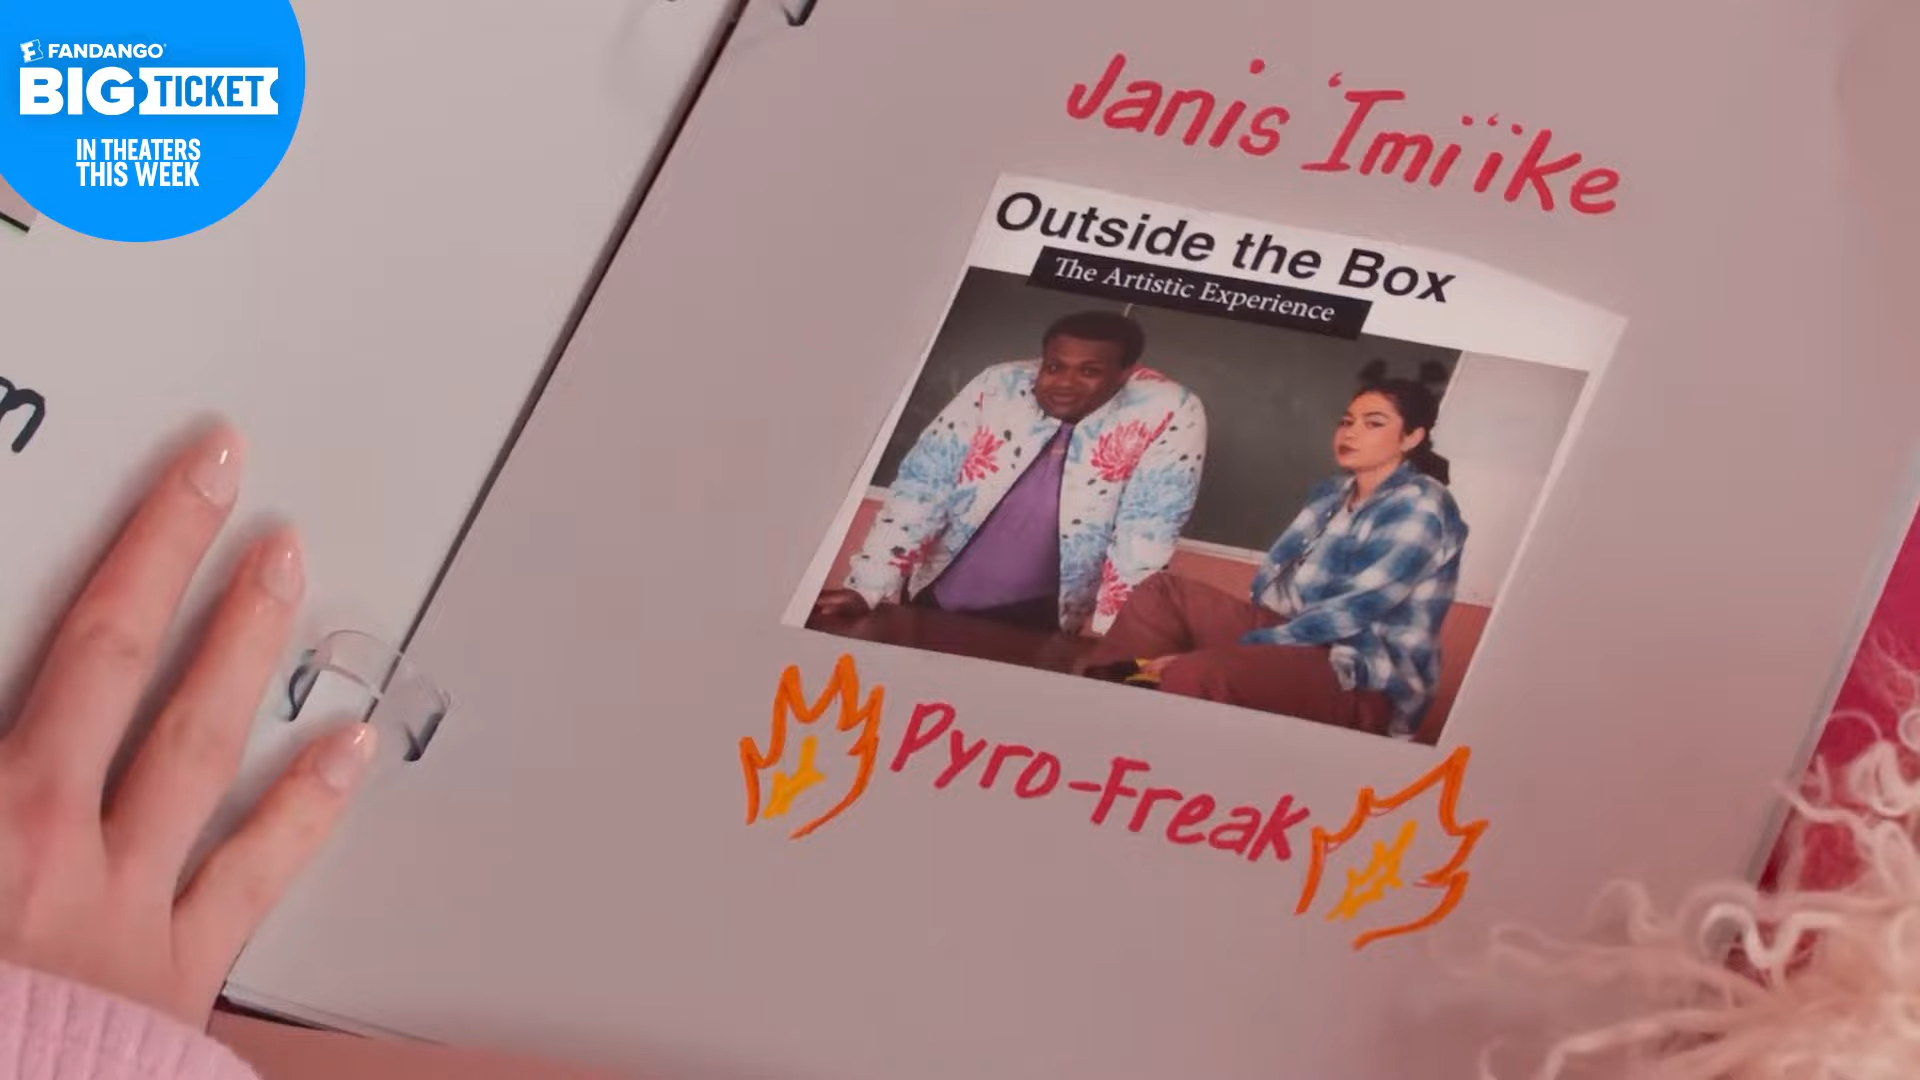 FANDANGO
BIG TICKET
IN THEATERS
THIS WEEK
Janis 'Imi'ike
Outside the Box
The Artistic Experience
Pyro-Freak